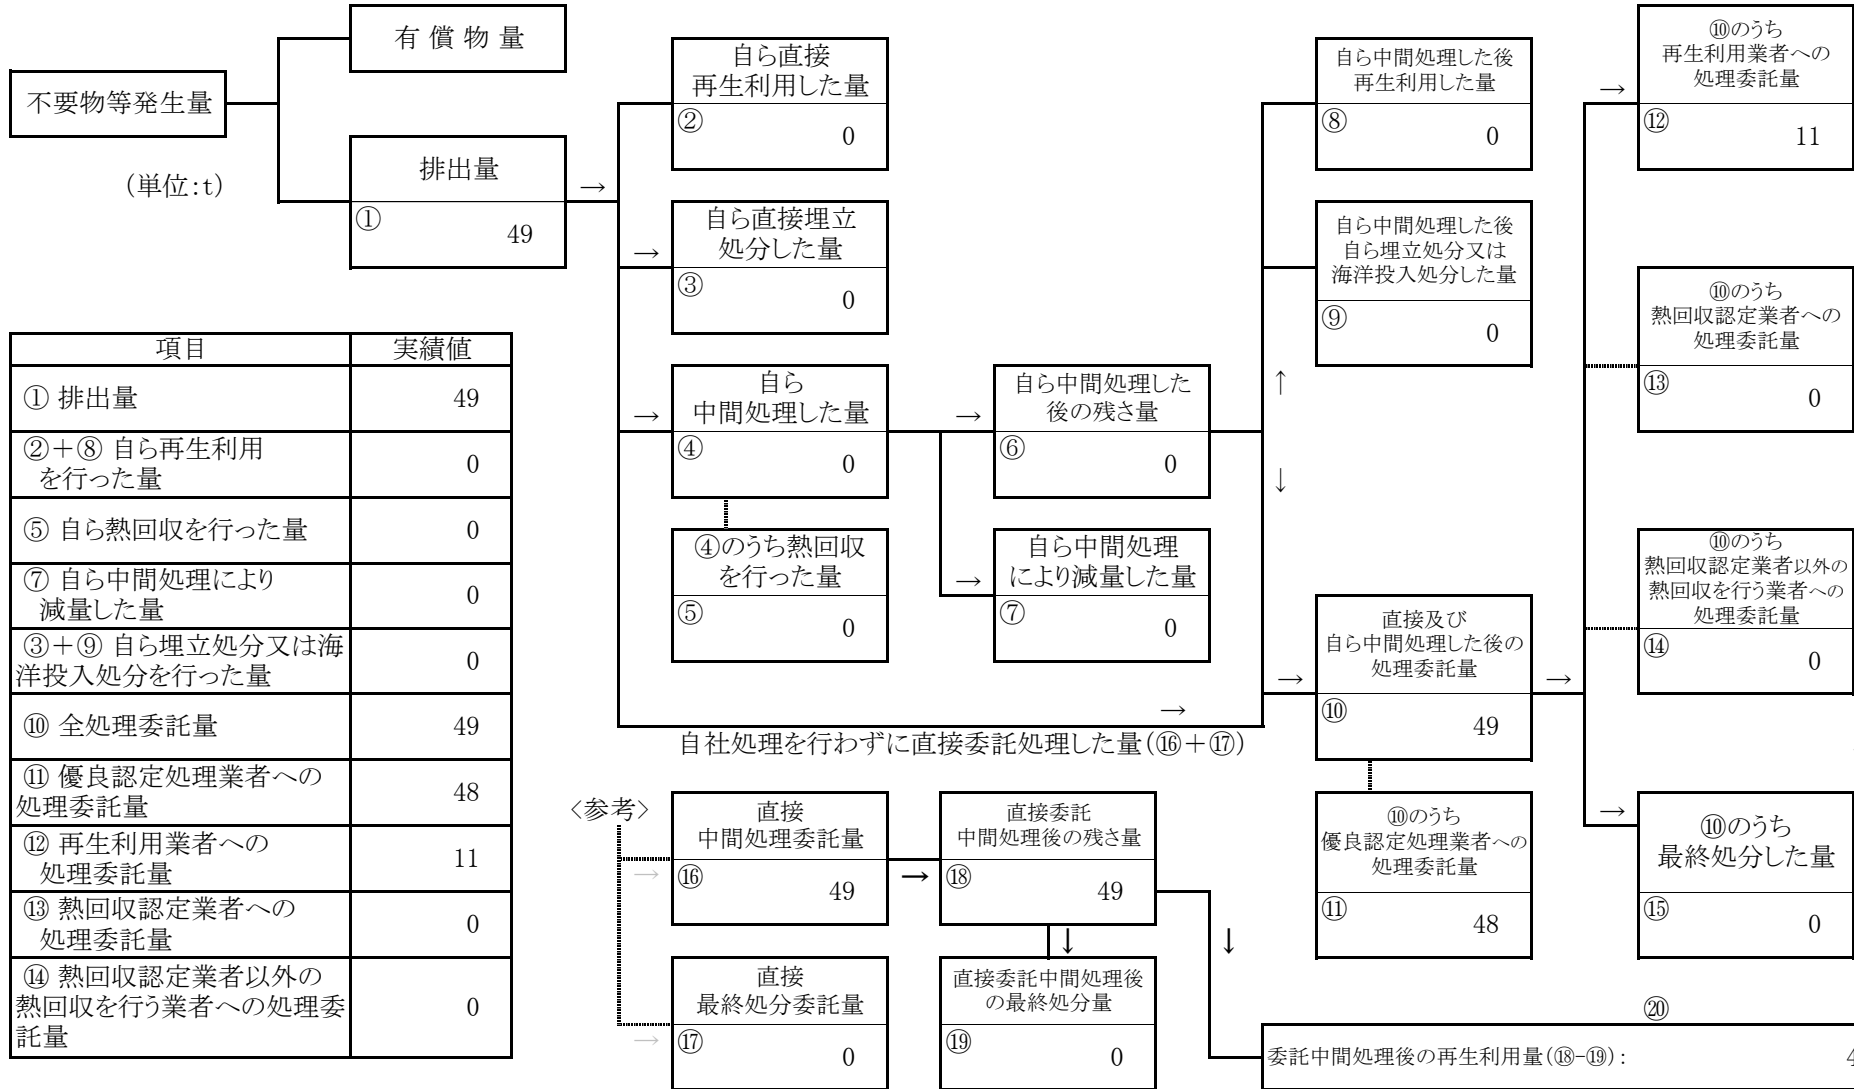 有 償 物 量
不要物等発生量
(単位:t)
排出量
→
①
49
自ら直接
再生利用した量
②
0
→
自ら直接埋立
処分した量
③
0
→
自ら
中間処理した量
④
0
④のうち熱回収
を行った量
⑤
0
→
自ら中間処理した
後の残さ量
⑥
0
→
自ら中間処理
により減量した量
⑦
0
自ら中間処理した後
再生利用した量
⑧
0
自ら中間処理した後
自ら埋立処分又は
海洋投入処分した量
⑨
0
↑
↓
→
直接及び
自ら中間処理した後の
処理委託量
⑩
49
→
⑩のうち
優良認定処理業者への
処理委託量
⑪
48
→
⑩のうち
再生利用業者への
処理委託量
⑫
11
⑩のうち
熱回収認定業者への
処理委託量
⑬
0
⑩のうち
熱回収認定業者以外の
熱回収を行う業者への
処理委託量
⑭
0
→
⑩のうち
最終処分した量
⑮
0
→
自社処理を行わずに直接委託処理した量(⑯+⑰)
<参考>
→
直接
中間処理委託量
⑯
49
→
直接委託
中間処理後の残さ量
⑱
49
↓
↓
→
直接
最終処分委託量
⑰
0
直接委託中間処理後
の最終処分量
⑲
0
⑳
委託中間処理後の再生利用量(⑱-⑲):
4
項目 実績値
① 排出量 49
②+⑧ 自ら再生利用
を行った量 0
⑤ 自ら熱回収を行った量 0
⑦ 自ら中間処理により
減量した量 0
③+⑨ 自ら埋立処分又は海
洋投入処分を行った量 0
⑩ 全処理委託量 49
⑪ 優良認定処理業者への
処理委託量 48
⑫ 再生利用業者への
処理委託量 11
⑬ 熱回収認定業者への
処理委託量 0
⑭ 熱回収認定業者以外の
熱回収を行う業者への処理委
託量 0